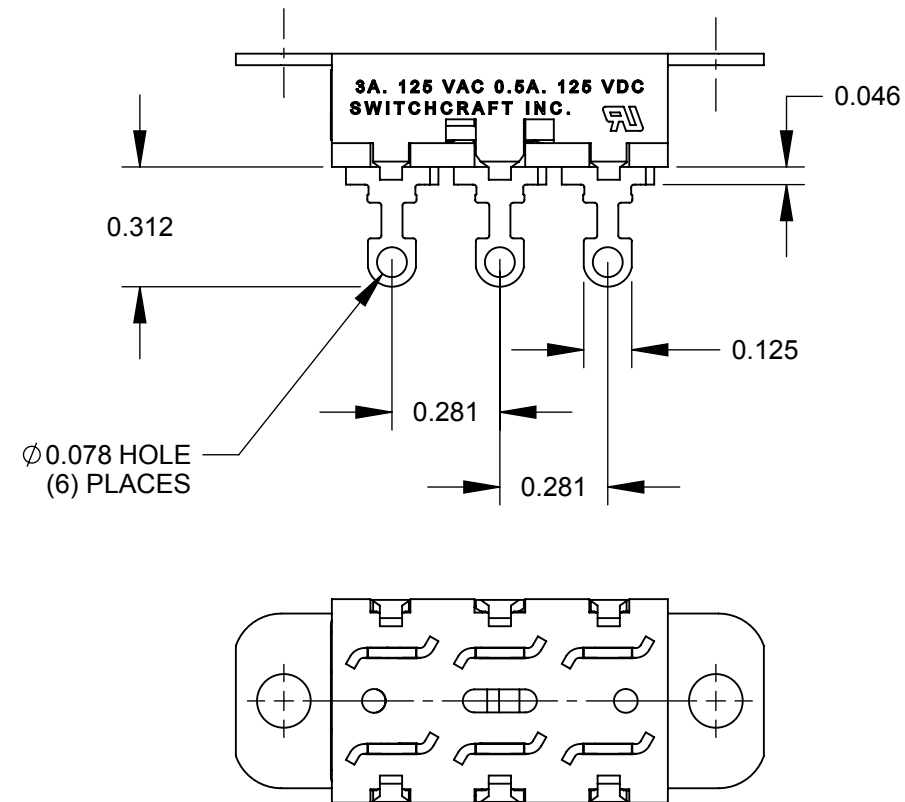 3A. 125 VAC 0.5A. 125 VDC
SWITCHCRAFT INC.
0.046
0.312
0.125
0.281
Ø0.078 HOLE
(6) PLACES
0.281